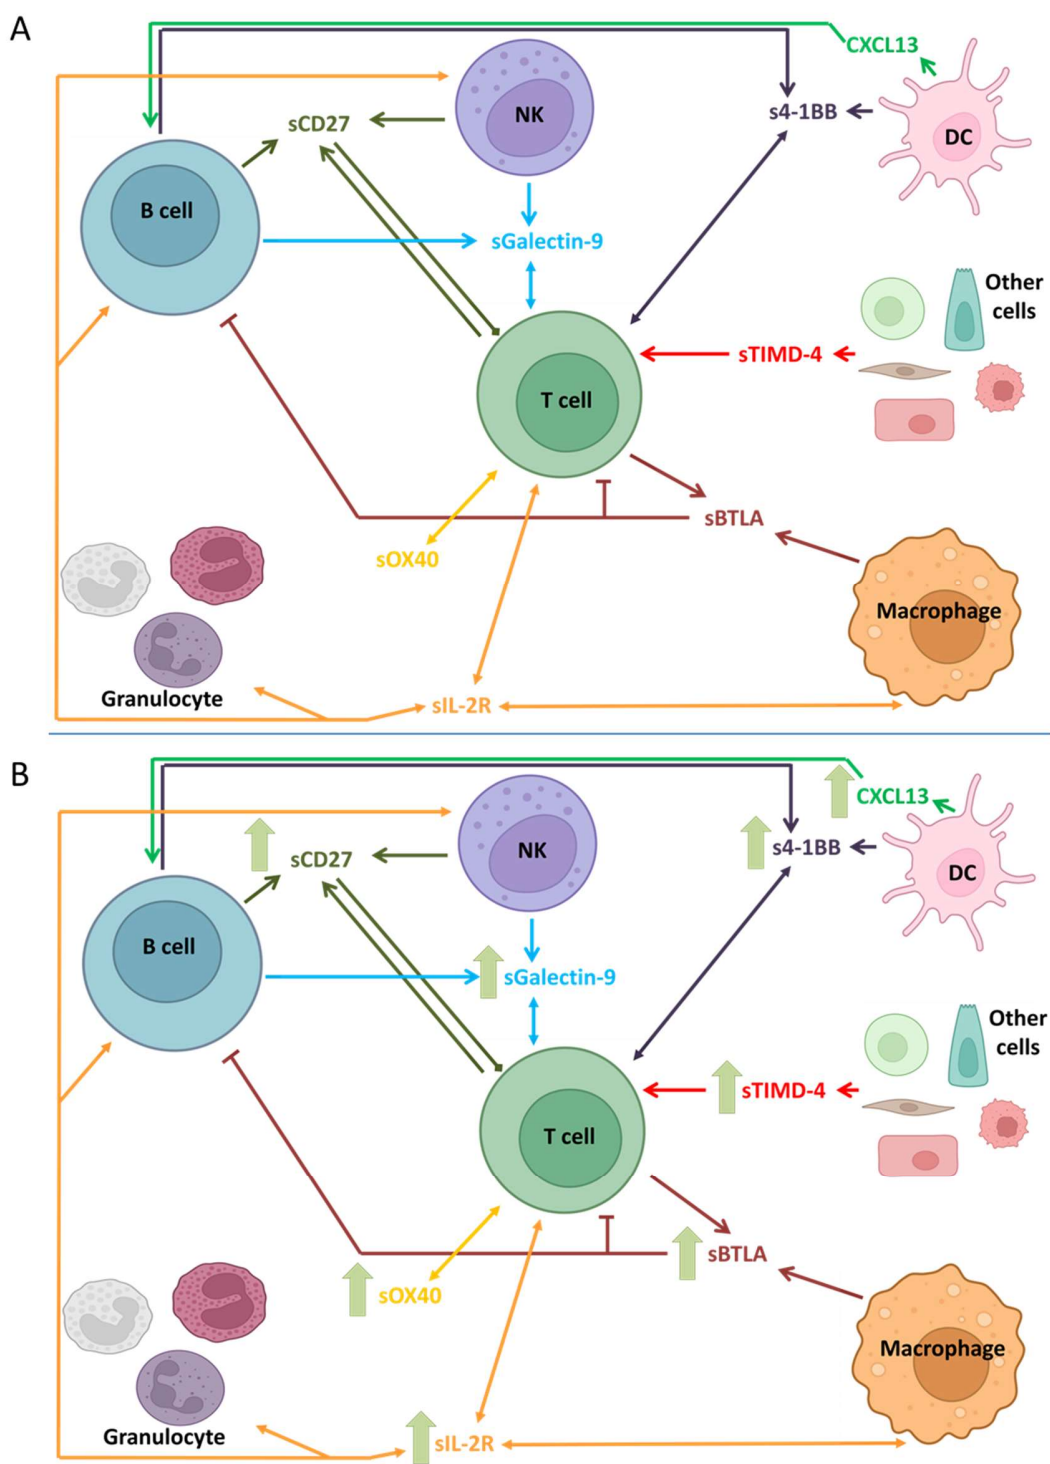 A
CXCL13
NK
s4-1BB
sCD27
DC
B cell
sGalectin-9
Other
cells
sTIMD-4
T cell
sBTLA
sOX40
Macrophage
Granulocyte
sIL-2R
B
CXCL13
sCD27
NK
s4-1BB
DC
B cell
sGalectin-9
Other
cells
sTIMD-4
T cell
sBTLA
sOX40
Macrophage
Granulocyte
sIL-2R